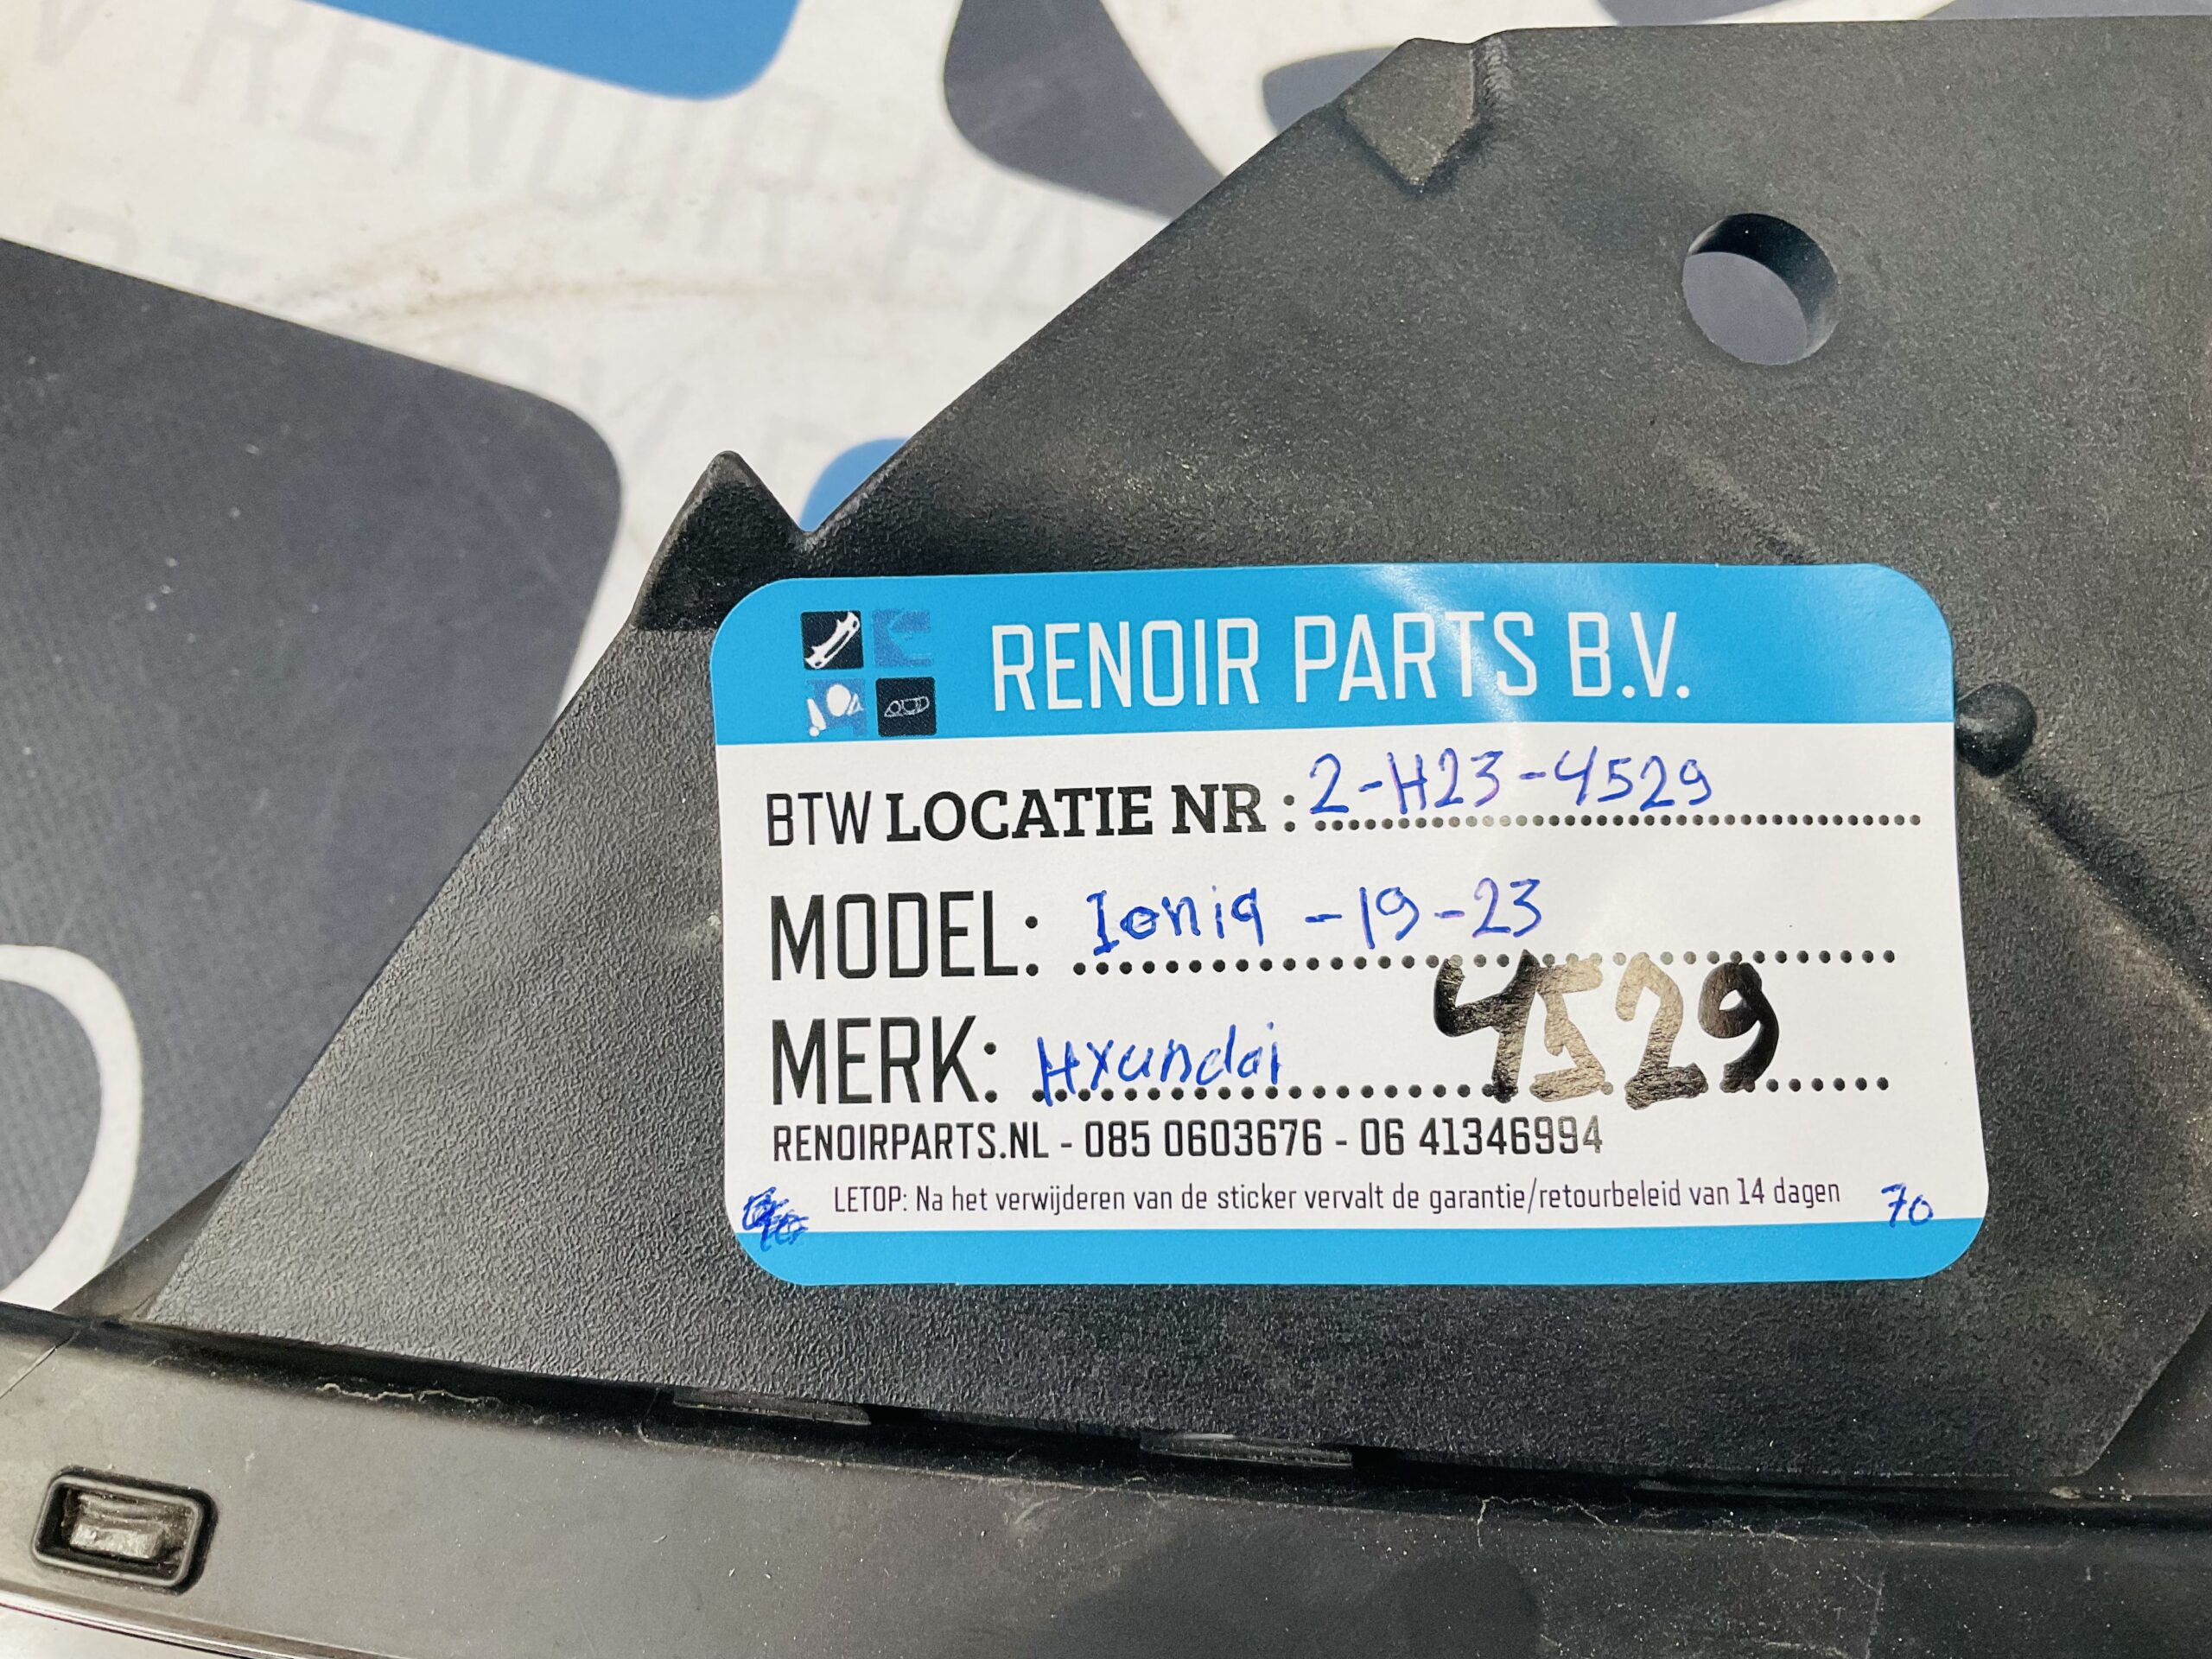 RENOIR PARTS B.V.
BTW LOCATIE NR : 2-H23-4529
MODEL: Ioniq -19-23
MERK: Hyundai 4529
RENOIRPARTS.NL - 085 0603676 - 06 41346994
LETOP: Na het verwijderen van de sticker vervalt de garantie/retourbeleid van 14 dagen
70